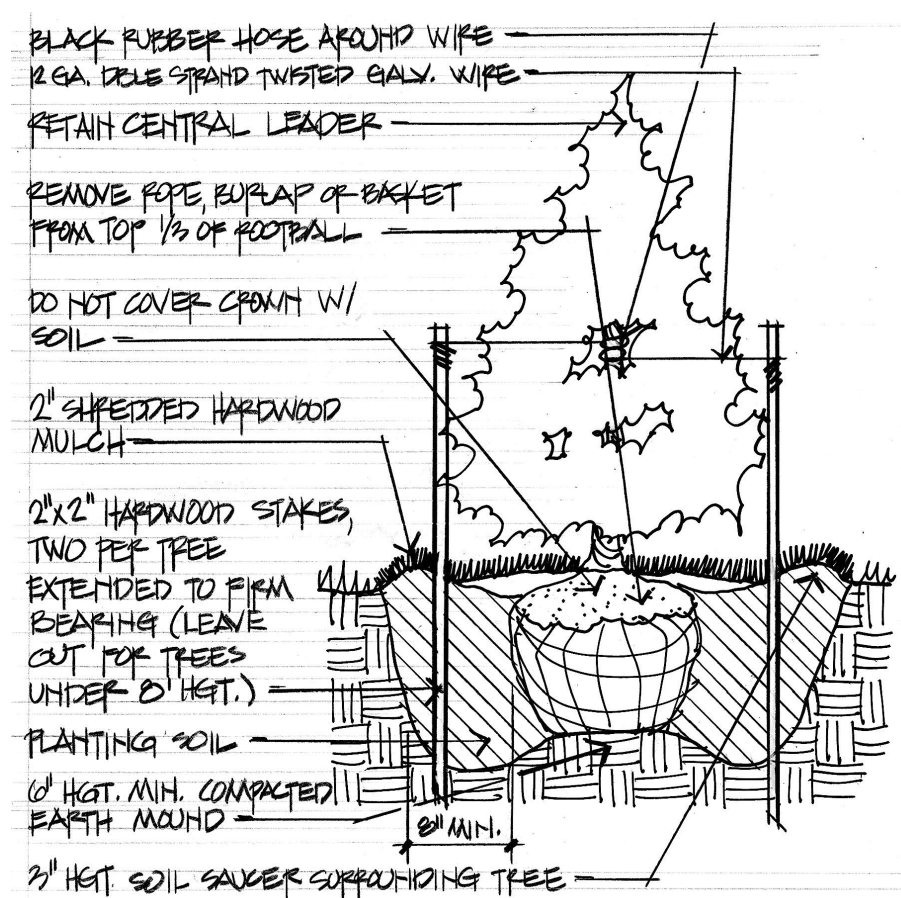 BLACK RUBBER HOSE AROUND WIRE
12 GA. DBLE STRAND TWISTED GALV. WIRE
RETAIN CENTRAL LEADER
REMOVE ROPE, BURLAP OR BASKET
FROM TOP 1/3 OF ROOTBALL
DO NOT COVER CROWN W/
SOIL
2" SHREDDED HARDWOOD
MULCH
2"x2" HARDWOOD STAKES,
TWO PER TREE
EXTENDED TO FIRM
BEARING (LEAVE
OUT FOR TREES
UNDER 8' HGT.)
PLANTING SOIL
6" HGT. MIN. COMPACTED
EARTH MOUND
8" MIN.
3" HGT. SOIL SAUCER SURROUNDING TREE